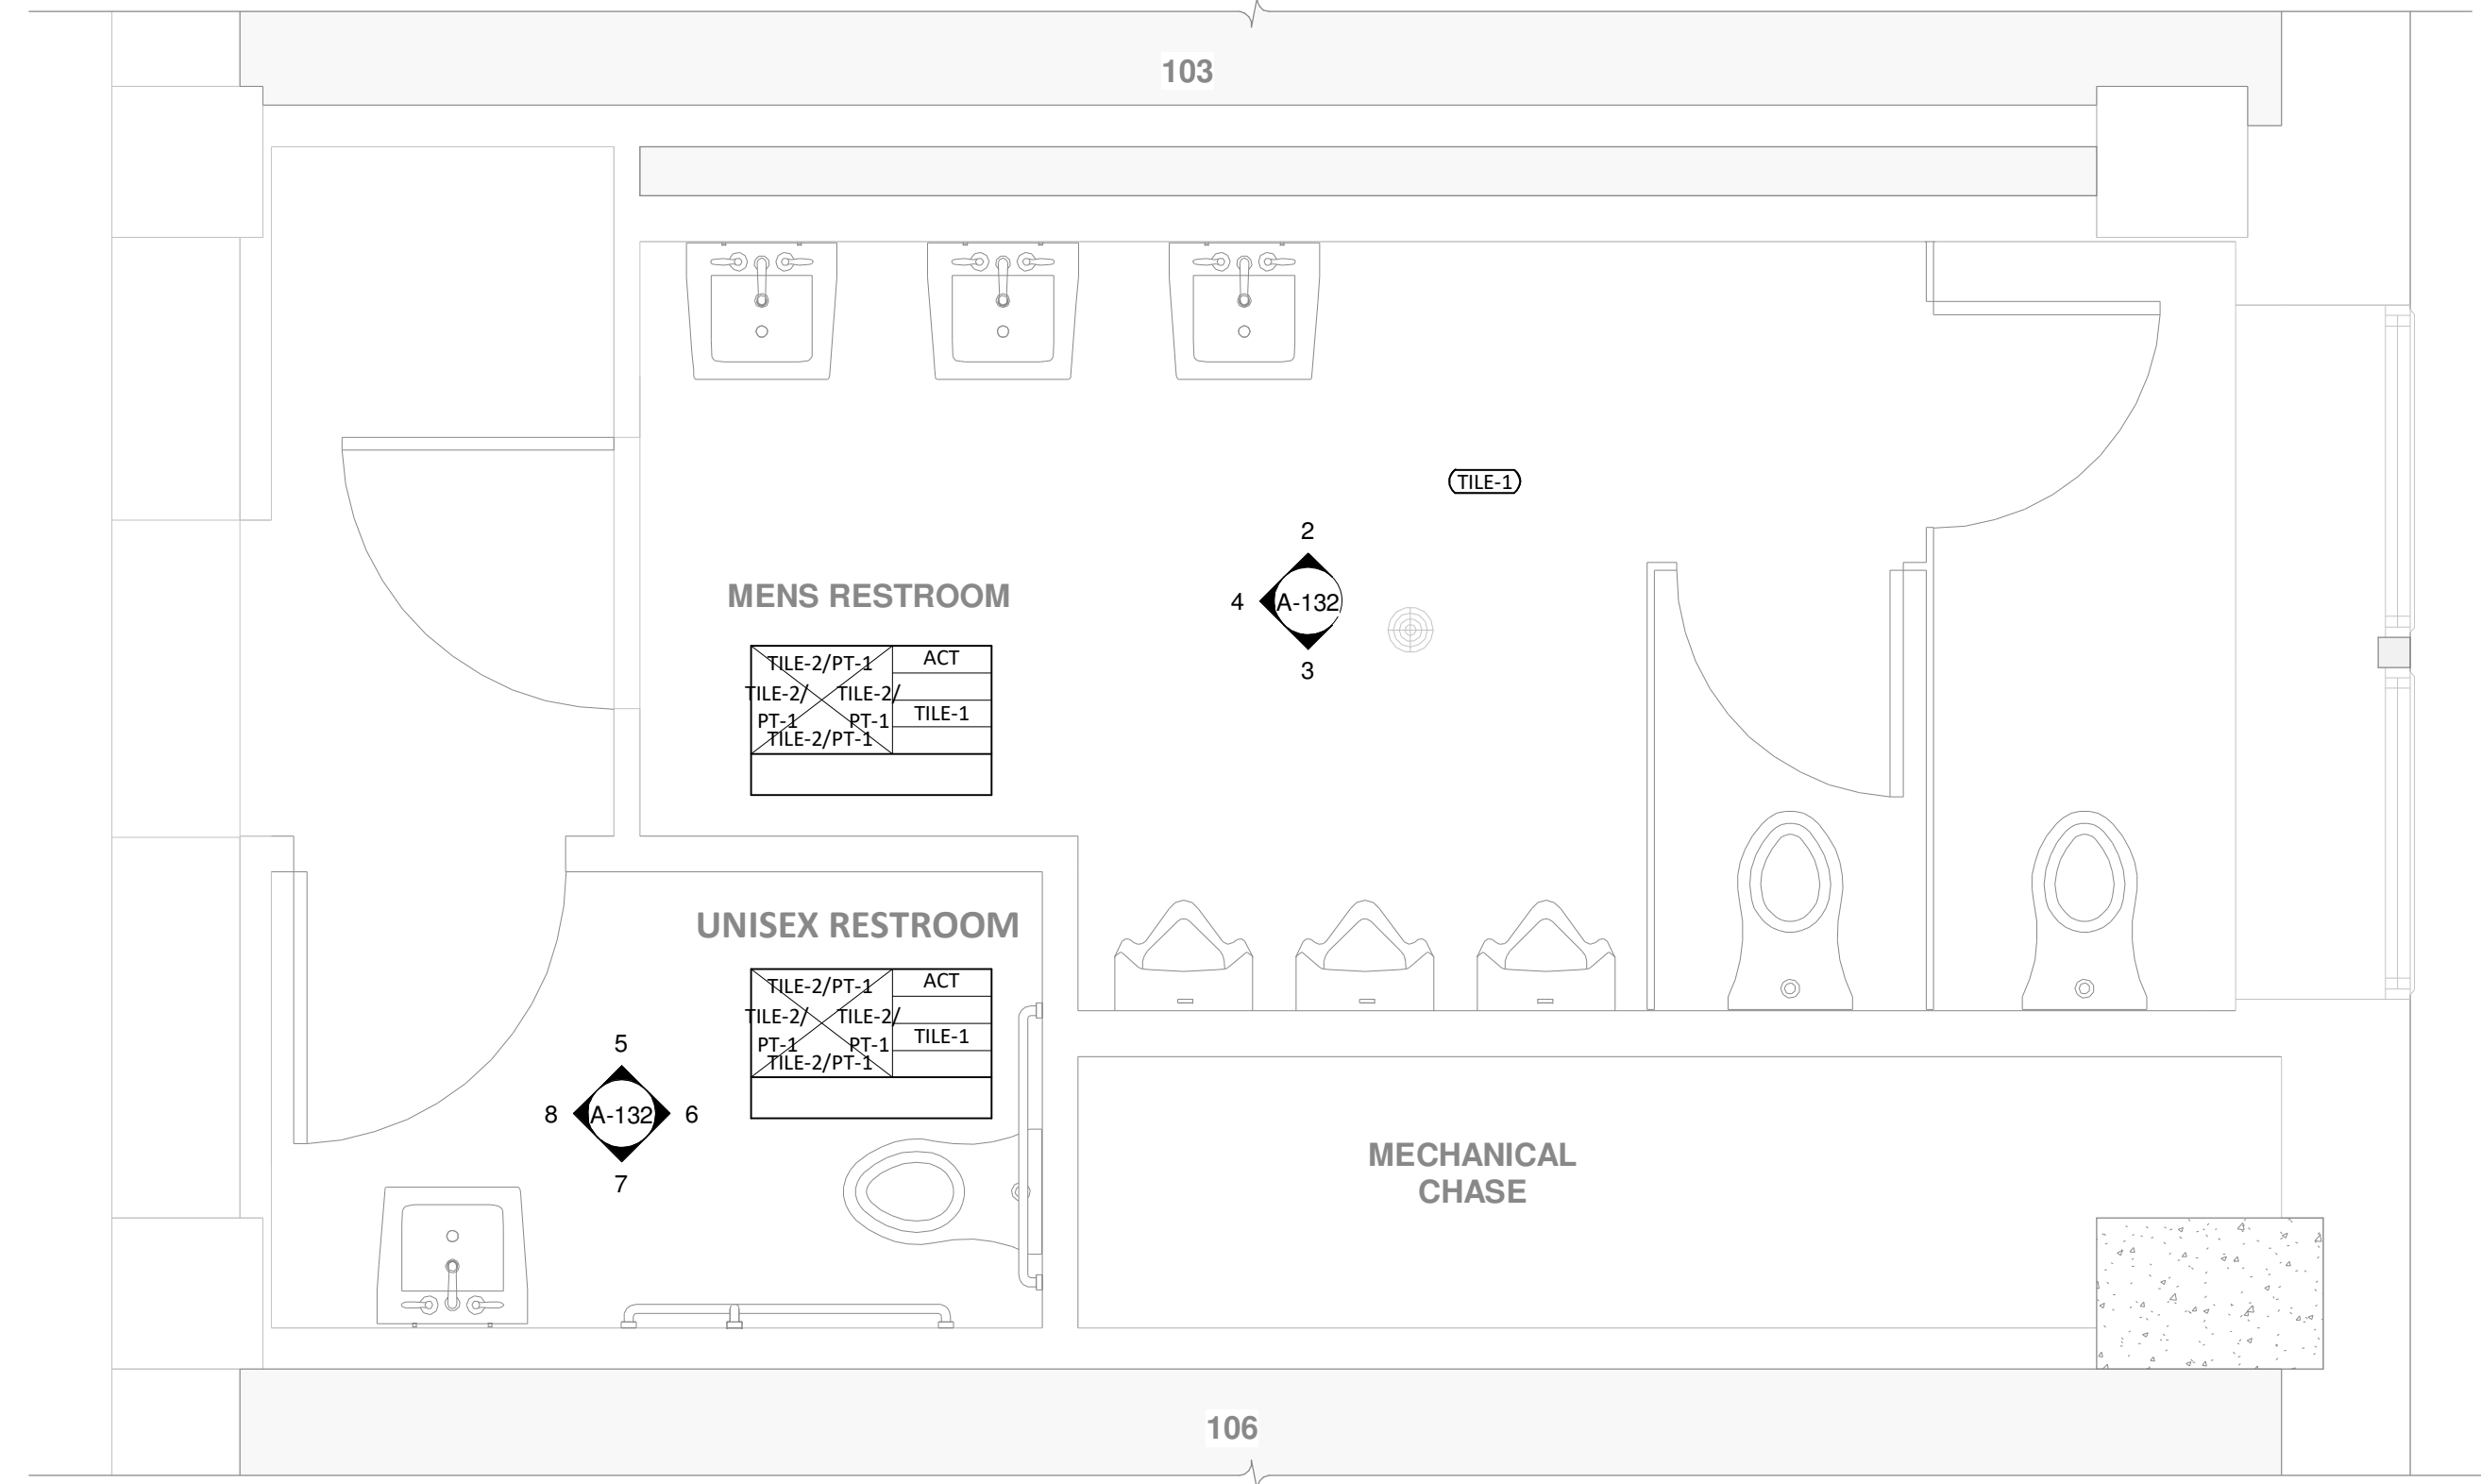 103
TILE-1
2
4
A-132
3
MENS RESTROOM
TILE-2/PT-1
ACT
TILE-2/
TILE-2/
PT-1
PT-1
TILE-1
TILE-2/PT-1
UNISEX RESTROOM
TILE-2/PT-1
ACT
TILE-2/
TILE-2/
PT-1
PT-1
TILE-1
TILE-2/PT-1
5
8
A-132
6
7
MECHANICAL
CHASE
106